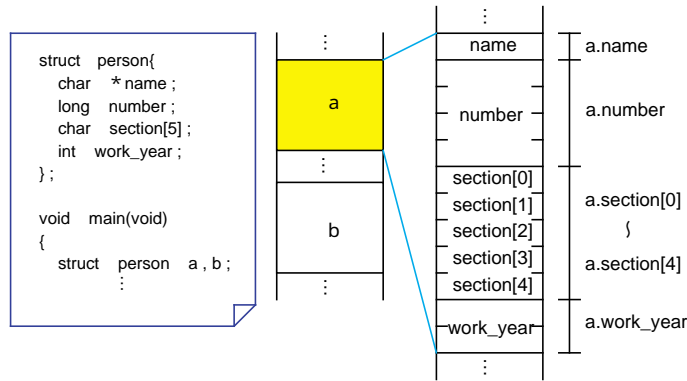 struct person{
char *name ;
long number ;
char section[5] ;
int work_year ;
} ;
void main(void)
{
struct person a , b ;
⋮
⋮
a
⋮
b
⋮
⋮
name
number
section[0]
section[1]
section[2]
section[3]
section[4]
work_year
⋮
a.name
a.number
a.section[0]
〜
a.section[4]
a.work_year